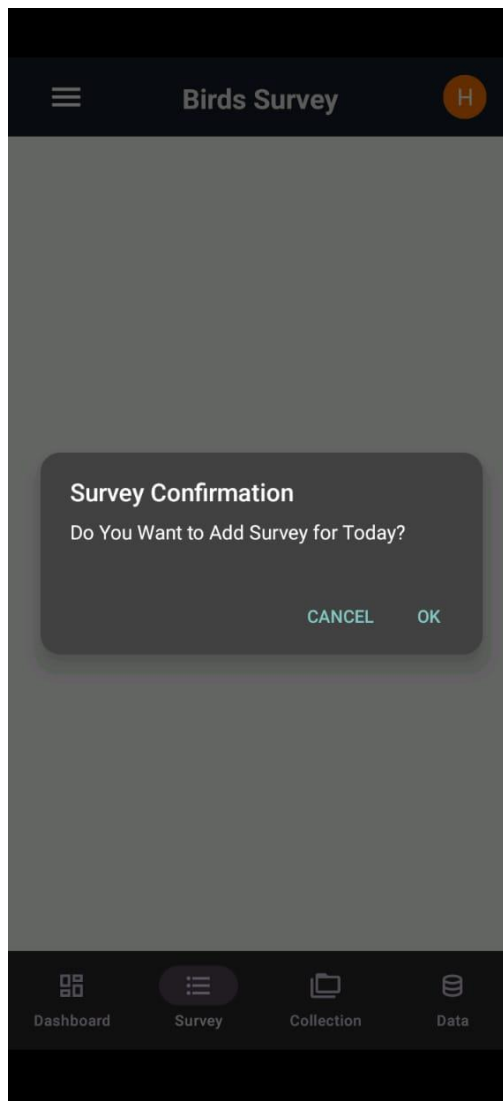 Birds Survey
H
Survey Confirmation
Do You Want to Add Survey for Today?
CANCEL OK
Dashboard Survey Collection Data